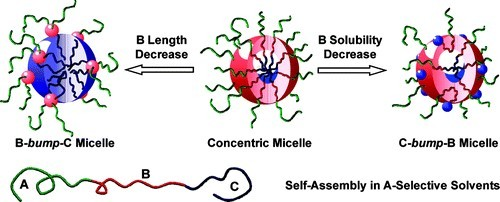 B Length
Decrease
B Solubility
Decrease
B-bump-C Micelle
Concentric Micelle
C-bump-B Micelle
A
B
C
Self-Assembly in A-Selective Solvents